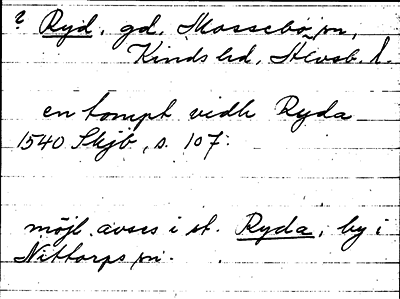 ? Ryd, gd, Mossebo sn,
Kinds hd, Älvsb. l.
en tompt vidh Ryda
1540 Skjb, s. 107.
möjl. avses i st. Ryda, by i
Nittorps sn.